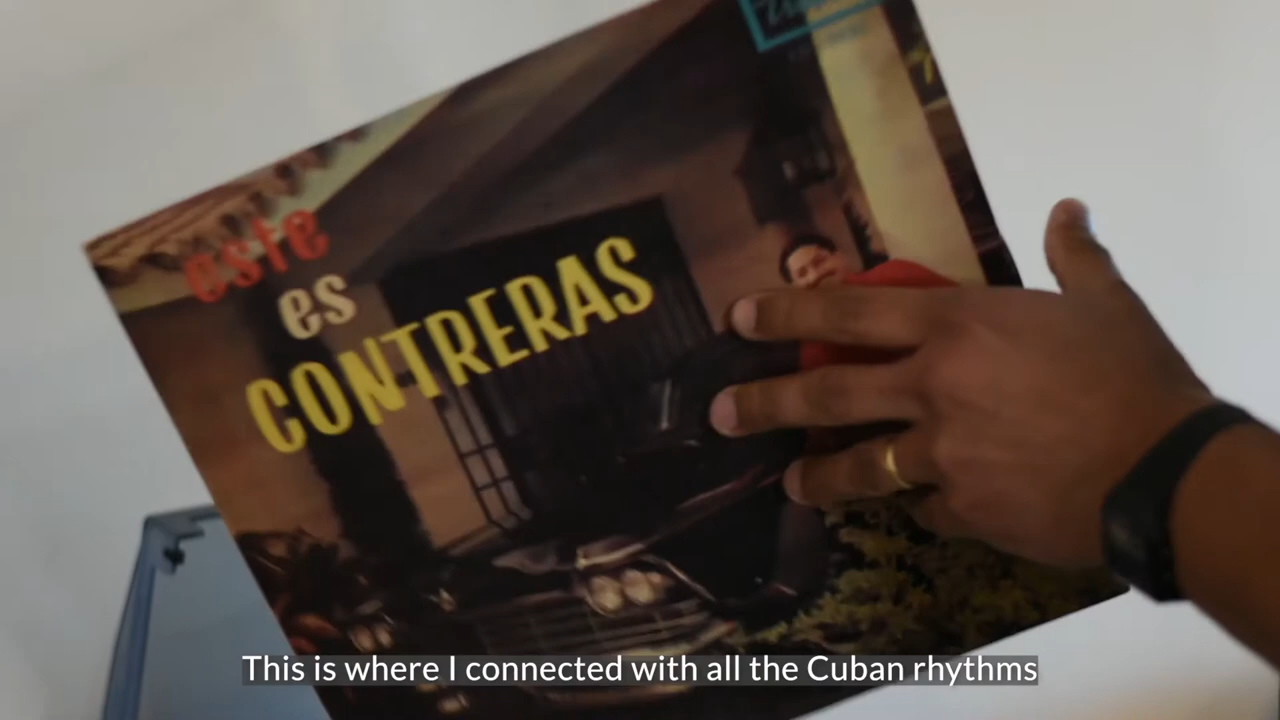 este
es
CONTRERAS
This is where I connected with all the Cuban rhythms